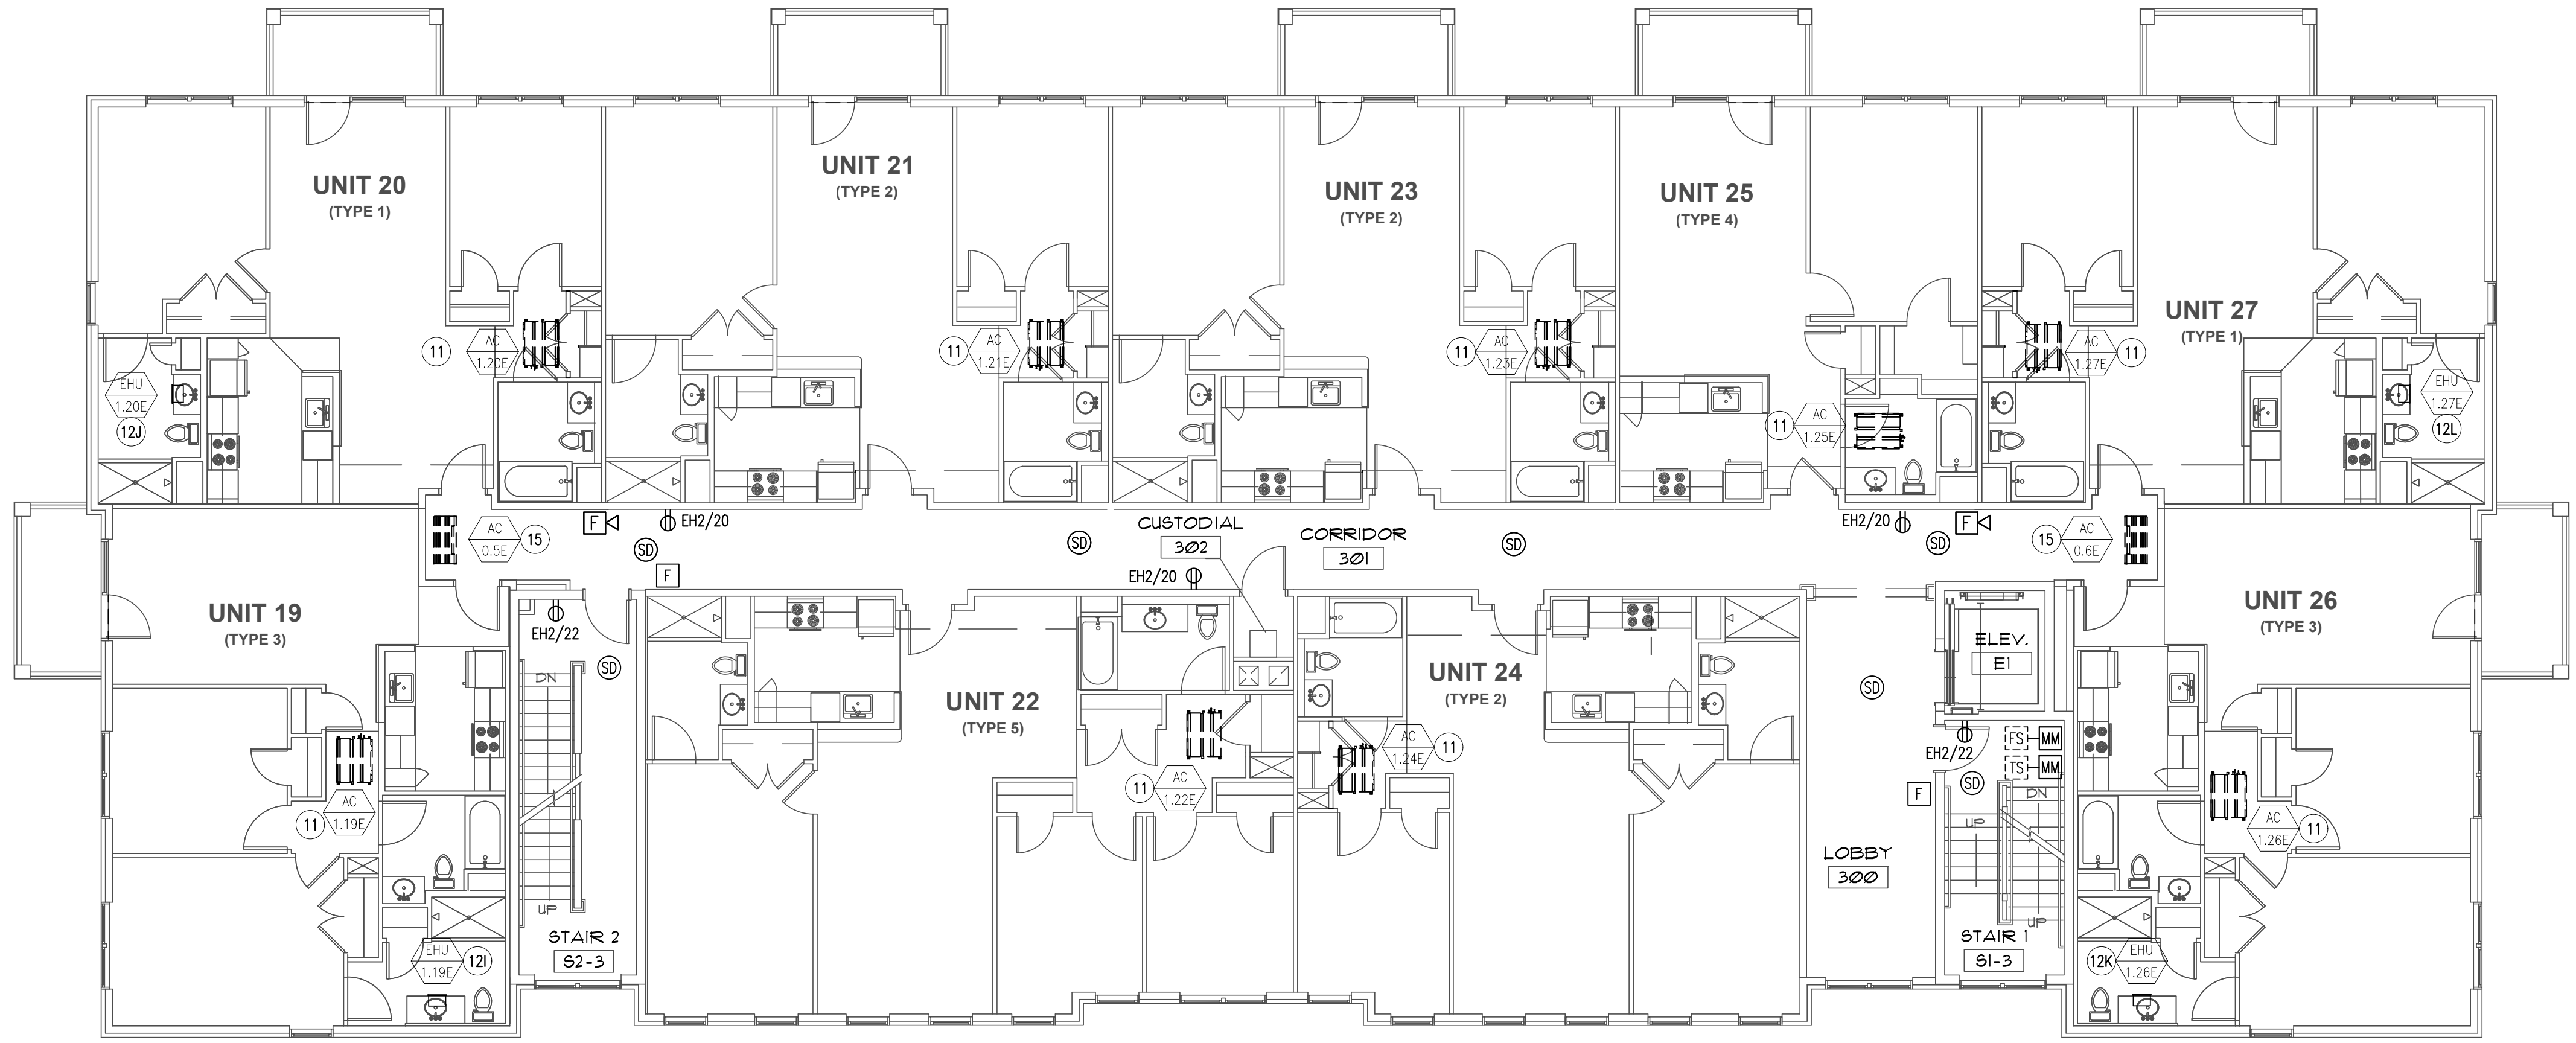 UNIT 20
(TYPE 1)
UNIT 21
(TYPE 2)
UNIT 23
(TYPE 2)
UNIT 25
(TYPE 4)
UNIT 27
(TYPE 1)
11
AC
1.20E
11
AC
1.21E
11
AC
1.23E
11
AC
1.25E
AC
1.27E
11
EHU
1.20E
12J
EHU
1.27E
12L
AC
0.5E
15
F
EH2/20
SD
F
SD
CUSTODIAL
302
EH2/20
CORRIDOR
301
SD
EH2/20
SD
F
15
AC
0.6E
UNIT 19
(TYPE 3)
EH2/22
SD
DN
UP
STAIR 2
S2-3
AC
1.19E
11
EHU
1.19E
12I
UNIT 22
(TYPE 5)
11
AC
1.22E
UNIT 24
(TYPE 2)
AC
1.24E
11
SD
LOBBY
300
ELEV.
E1
EH2/22
FS
MM
TS
MM
SD
F
DN
UP
UP
STAIR 1
S1-3
UNIT 26
(TYPE 3)
AC
1.26E
11
12K
EHU
1.26E